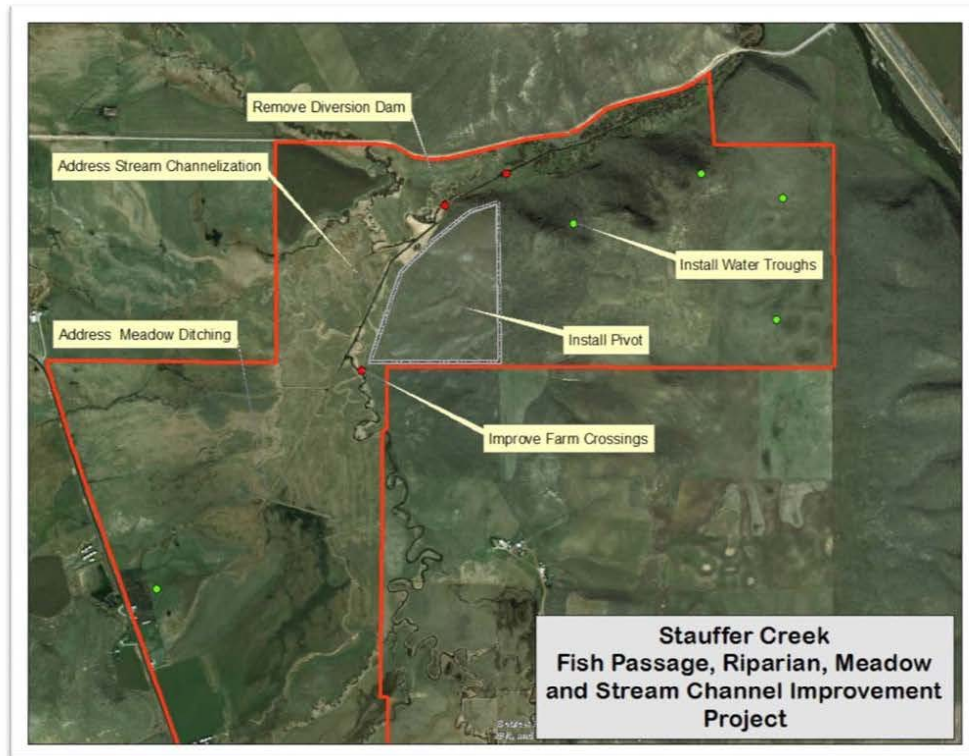 Remove Diversion Dam
Address Stream Channelization
Install Water Troughs
Address Meadow Ditching
Install Pivot
Improve Farm Crossings
Stauffer Creek
Fish Passage, Riparian, Meadow
and Stream Channel Improvement
Project